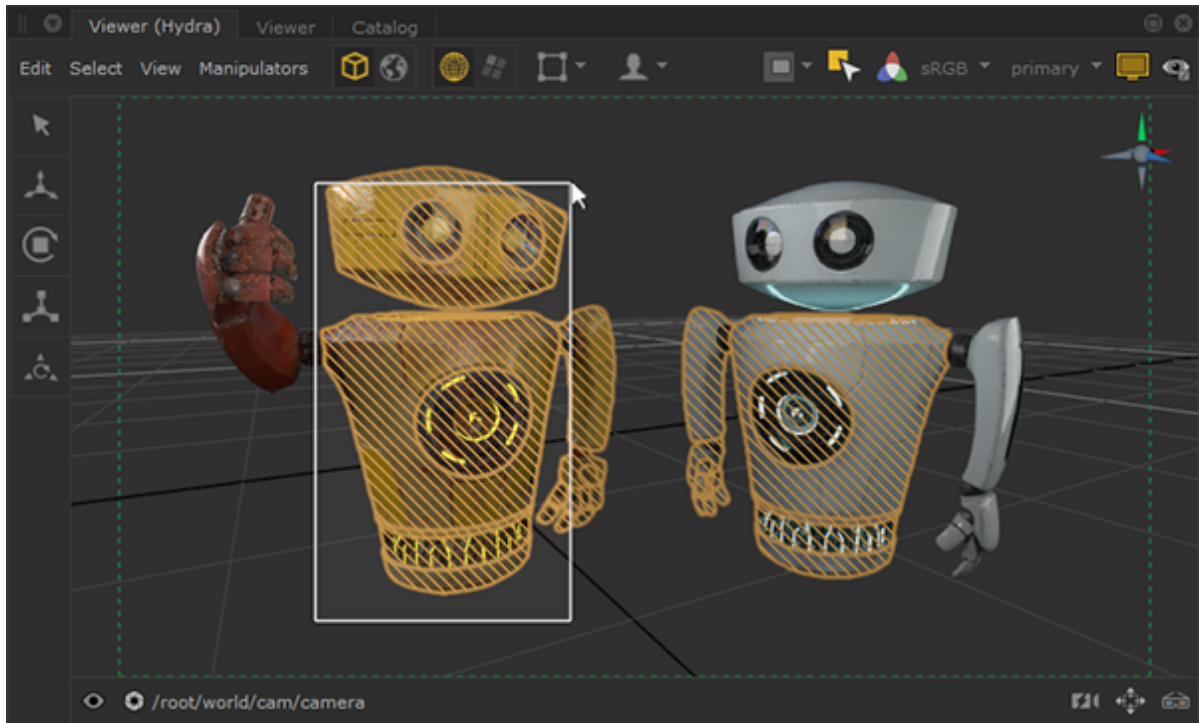 Viewer (Hydra) Viewer Catalog
Edit Select View Manipulators sRGB primary
/root/world/cam/camera